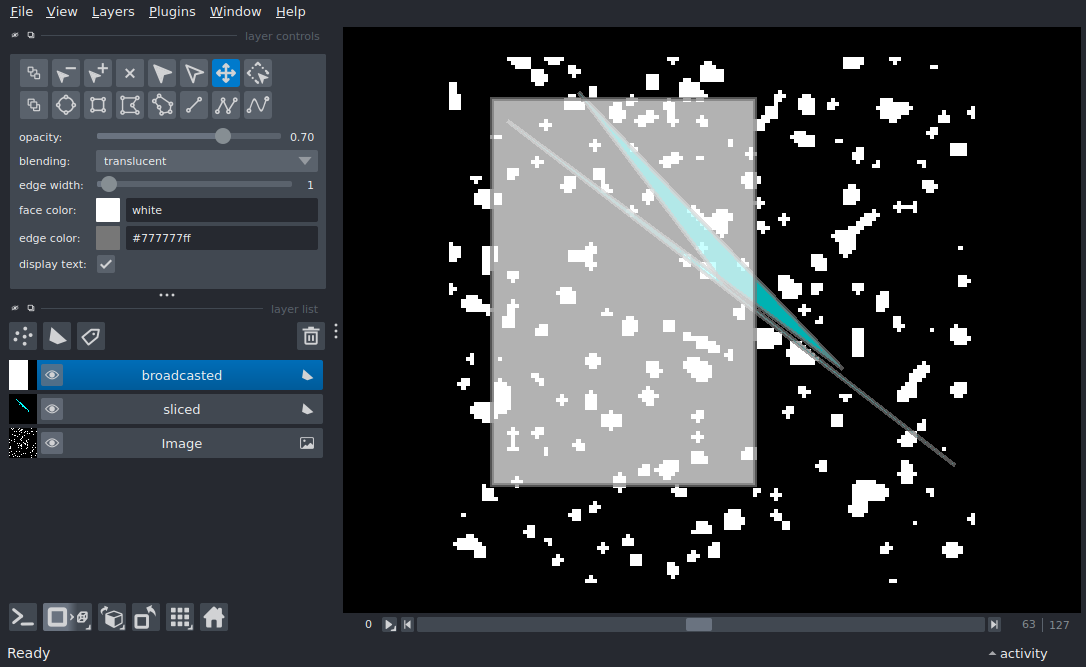 File View Layers Plugins Window Help
layer controls
opacity: 0.70
blending: translucent
edge width: 1
face color: white
edge color: #777777ff
display text:
layer list
broadcasted
sliced
Image
0 63 127
Ready activity